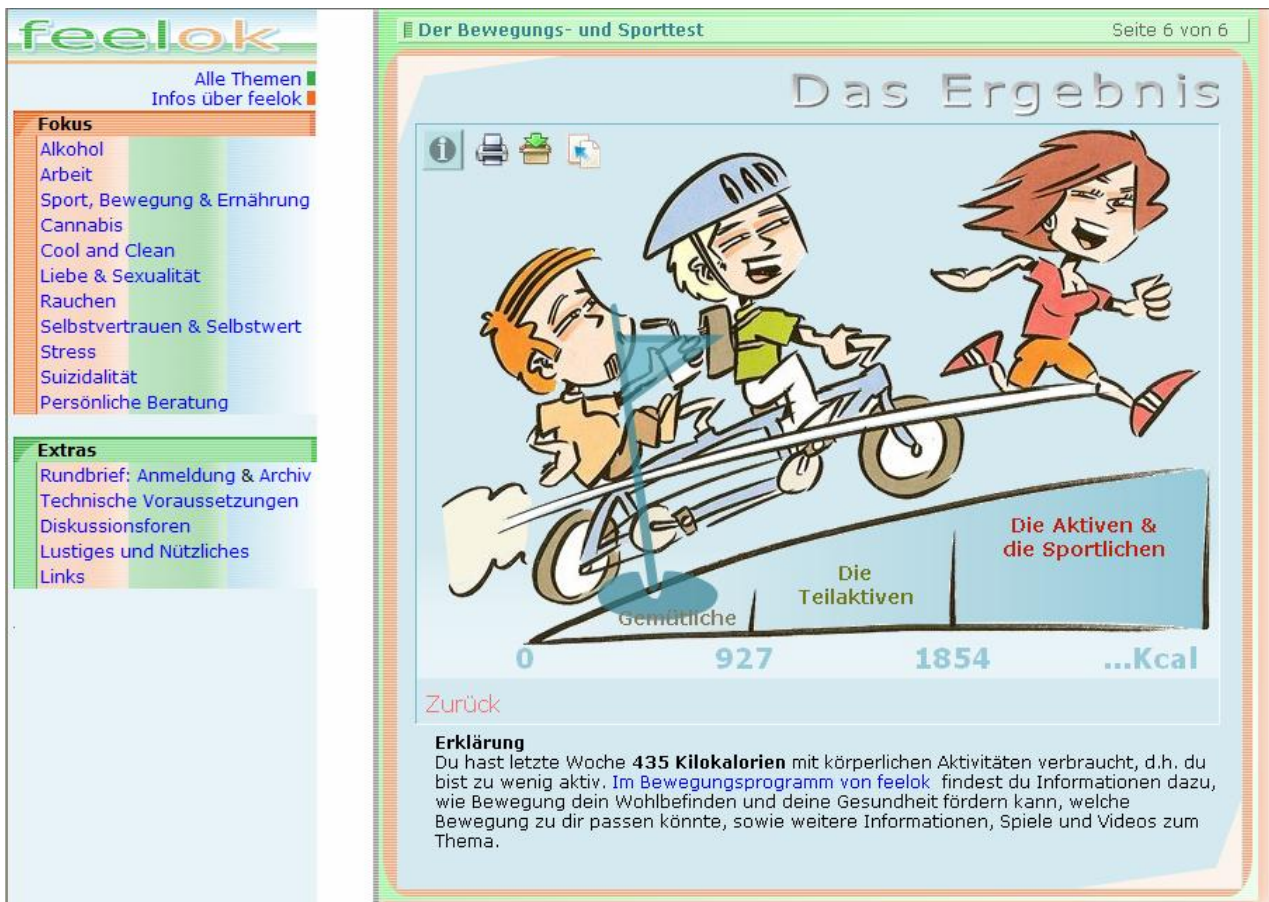 feelok
Alle Themen
Infos über feelok
Fokus
Alkohol
Arbeit
Sport, Bewegung & Ernährung
Cannabis
Cool and Clean
Liebe & Sexualität
Rauchen
Selbstvertrauen & Selbstwert
Stress
Suizidalität
Persönliche Beratung
Extras
Rundbrief: Anmeldung & Archiv
Technische Voraussetzungen
Diskussionsforen
Lustiges und Nützliches
Links
Der Bewegungs- und Sporttest
Seite 6 von 6
Das Ergebnis
Die Aktiven &
die Sportlichen
Die
Teilaktiven
Gemütliche
0 927 1854 ...Kcal
Zurück
Erklärung
Du hast letzte Woche 435 Kilokalorien mit körperlichen Aktivitäten verbraucht, d.h. du
bist zu wenig aktiv. Im Bewegungsprogramm von feelok findest du Informationen dazu,
wie Bewegung dein Wohlbefinden und deine Gesundheit fördern kann, welche
Bewegung zu dir passen könnte, sowie weitere Informationen, Spiele und Videos zum
Thema.